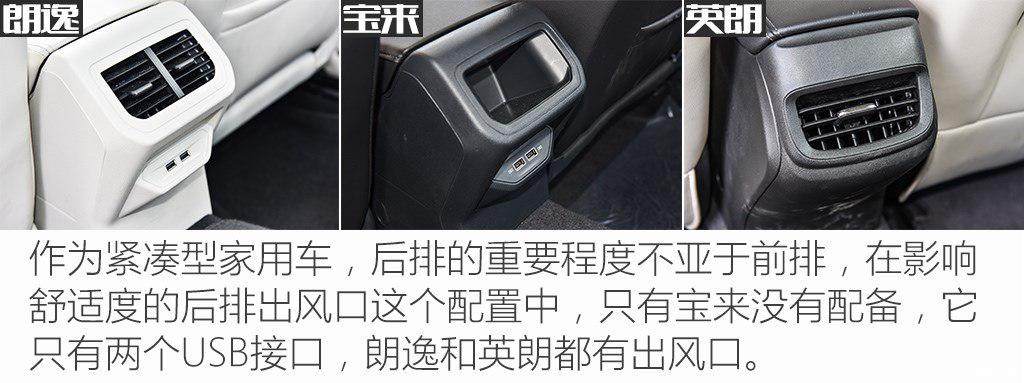 朗逸
宝来
英朗
作为紧凑型家用车，后排的重要程度不亚于前排，在影响
舒适度的后排出风口这个配置中，只有宝来没有配备，它
只有两个USB接口，朗逸和英朗都有出风口。